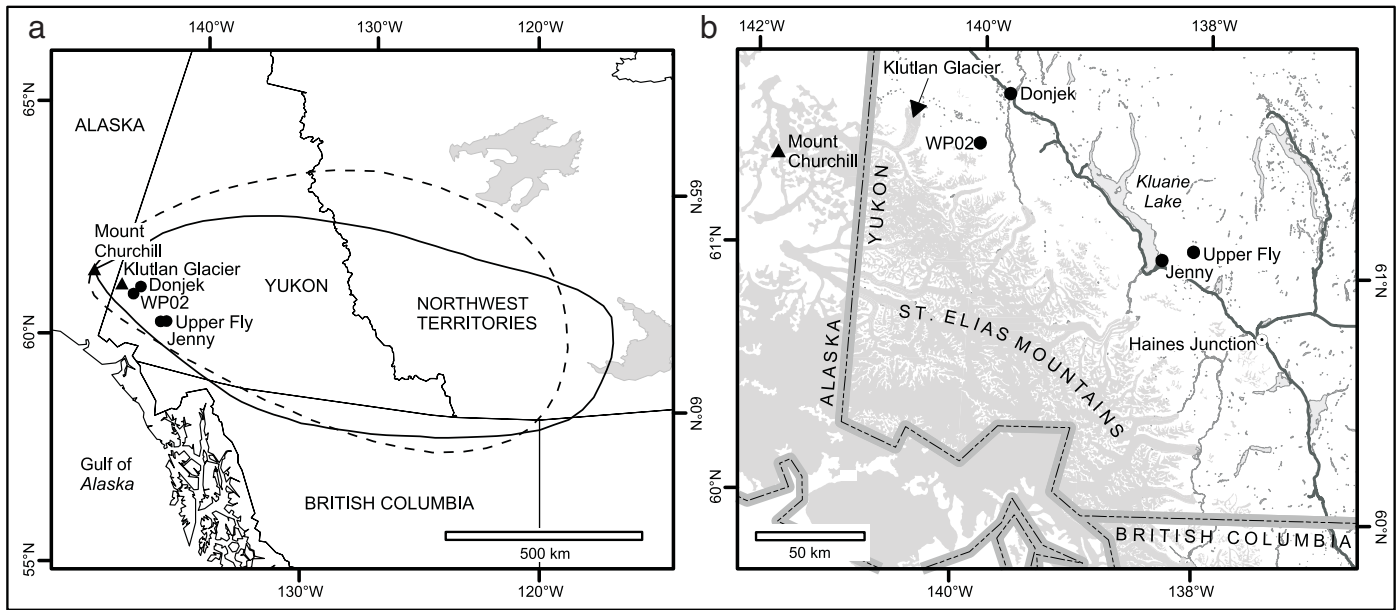 a
140°W
130°W
120°W
65°N
ALASKA
65°N
Mount
Churchill
Klutlan Glacier
Donjek
WP02
Upper Fly
Jenny
YUKON
NORTHWEST
TERRITORIES
60°N
60°N
Gulf of
Alaska
BRITISH COLUMBIA
500 km
55°N
130°W
120°W
b
142°W
140°W
138°W
Klutlan Glacier
Donjek
Mount
Churchill
WP02
YUKON
Kluane
Lake
61°N
Upper Fly
Jenny
61°N
ST. ELIAS MOUNTAINS
Haines Junction
ALASKA
60°N
60°N
50 km
BRITISH COLUMBIA
140°W
138°W